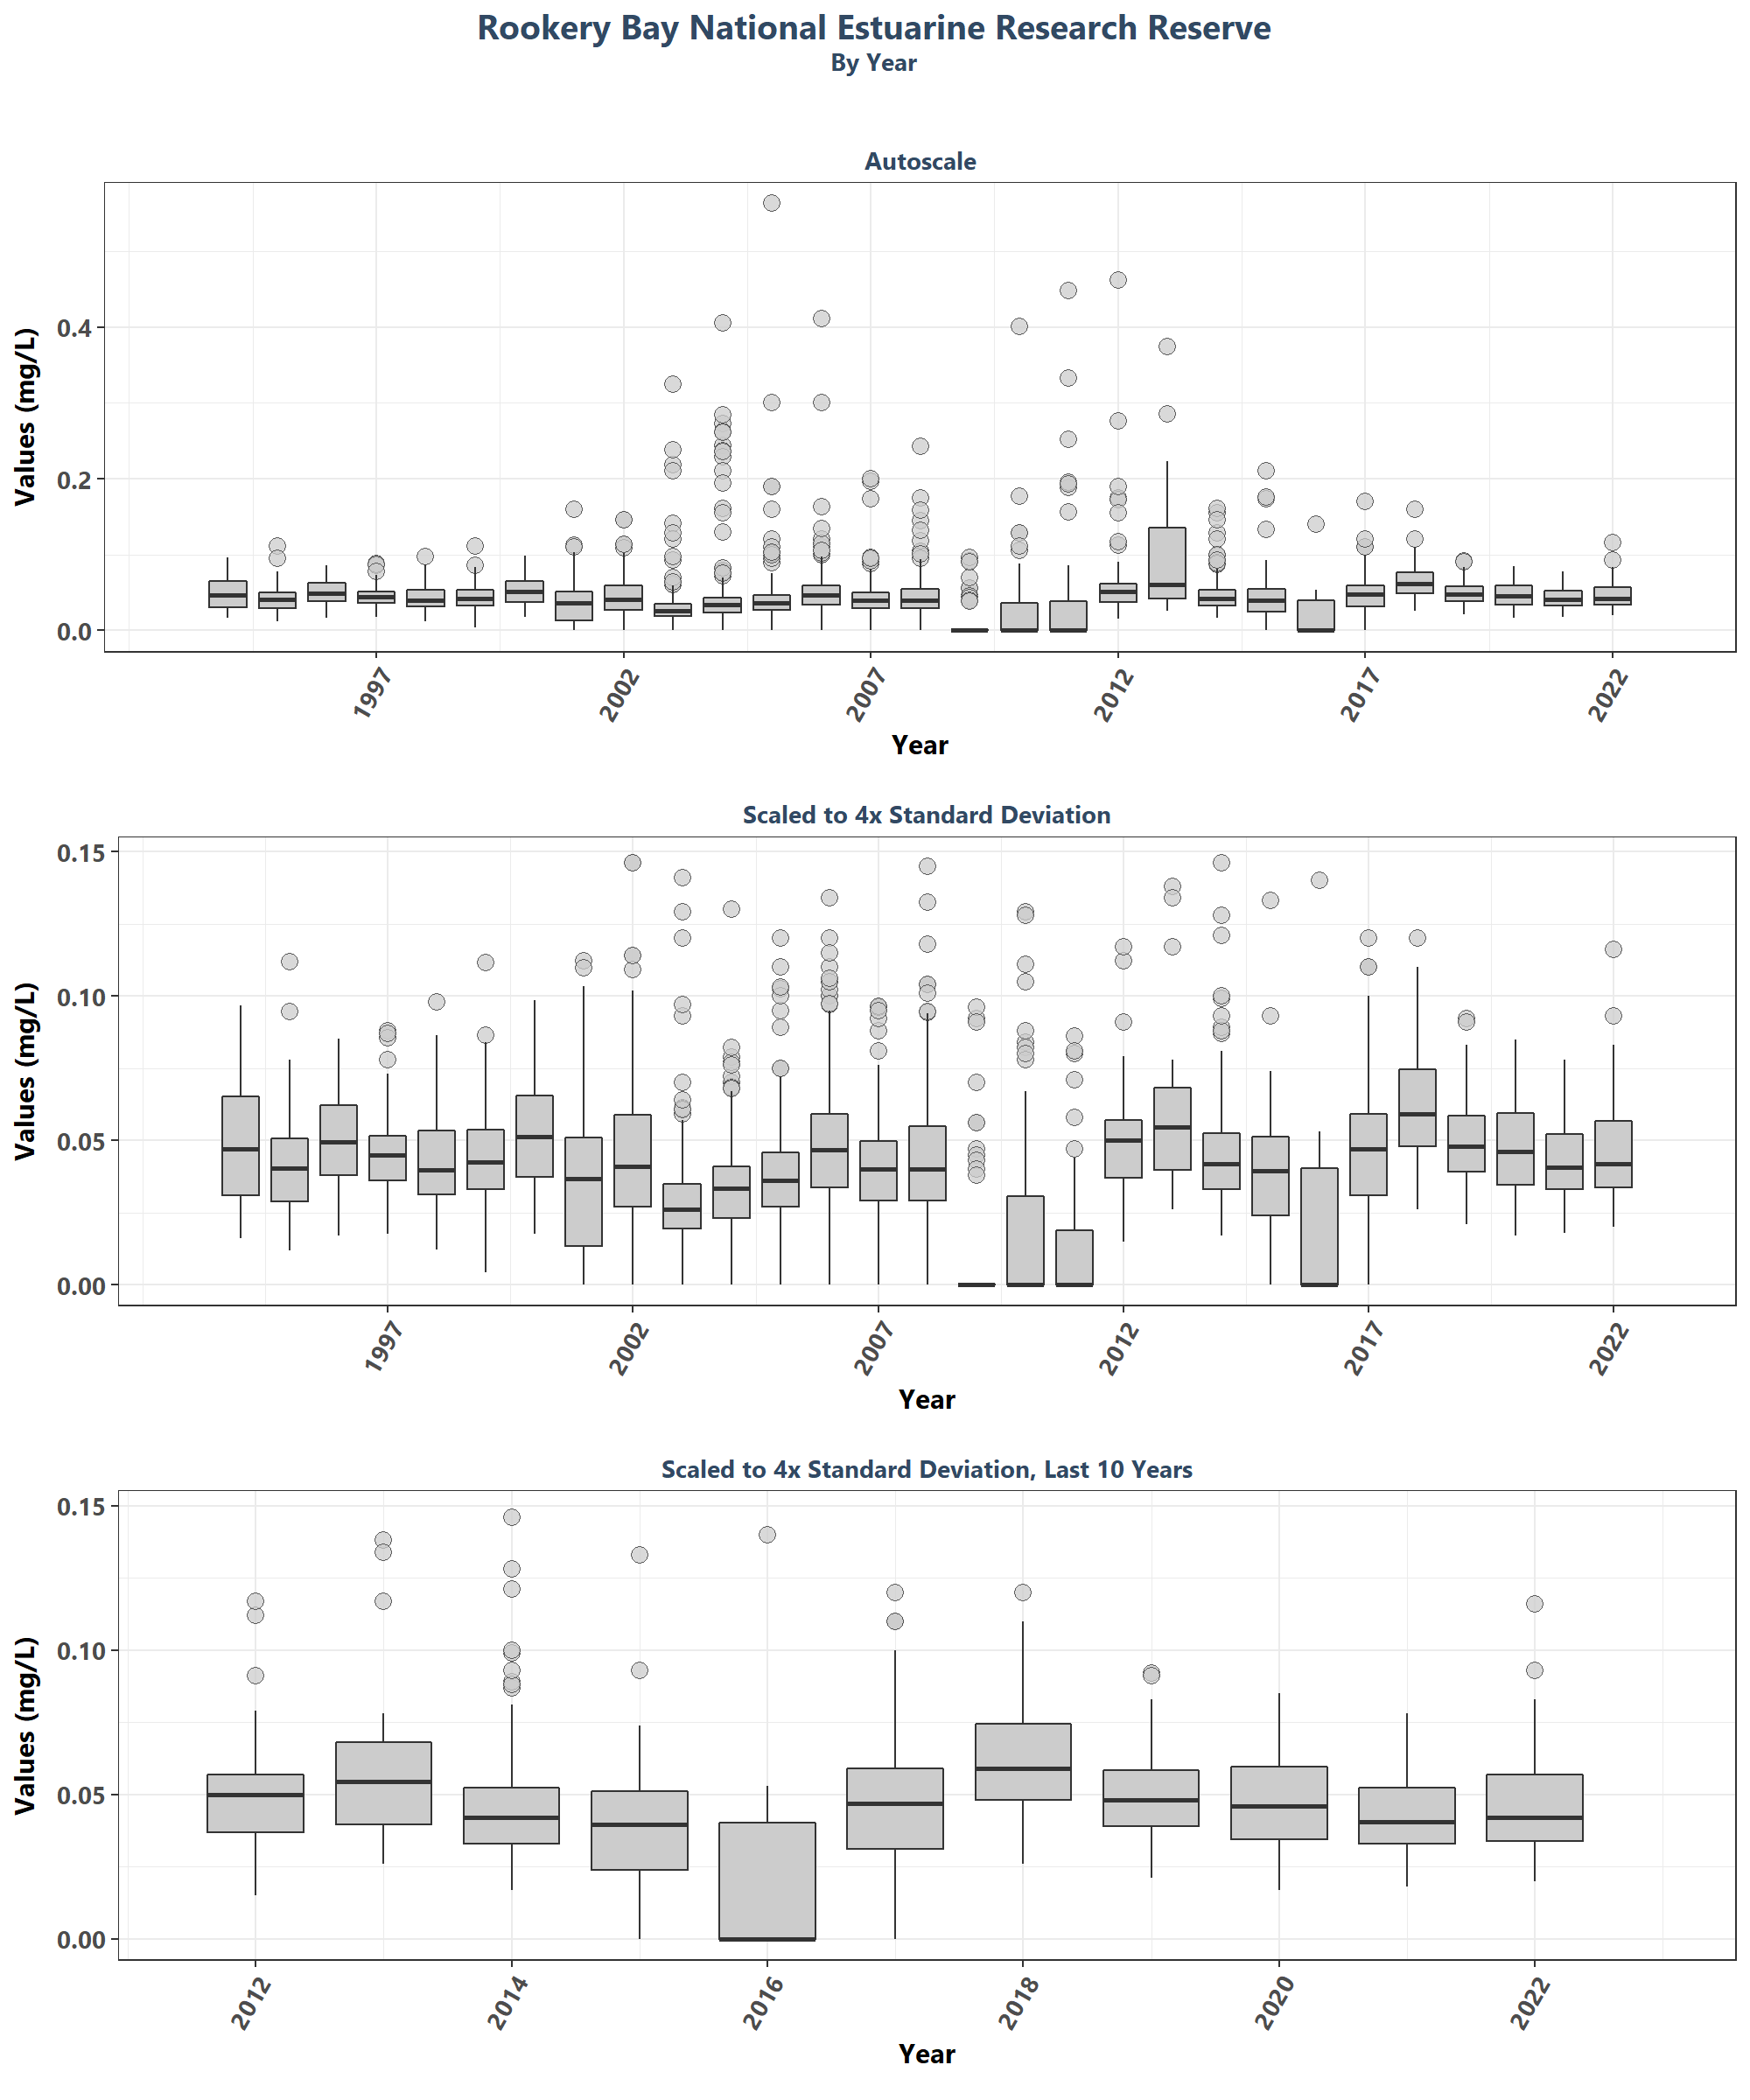 Rookery Bay National Estuarine Research Reserve
By Year
Autoscale
Values (mg/L)
0.4
0.2
0.0
1997 2002 2007 2012 2017 2022
Year
Scaled to 4x Standard Deviation
Values (mg/L)
0.15
0.10
0.05
0.00
1997 2002 2007 2012 2017 2022
Year
Scaled to 4x Standard Deviation, Last 10 Years
Values (mg/L)
0.15
0.10
0.05
0.00
2012 2014 2016 2018 2020 2022
Year